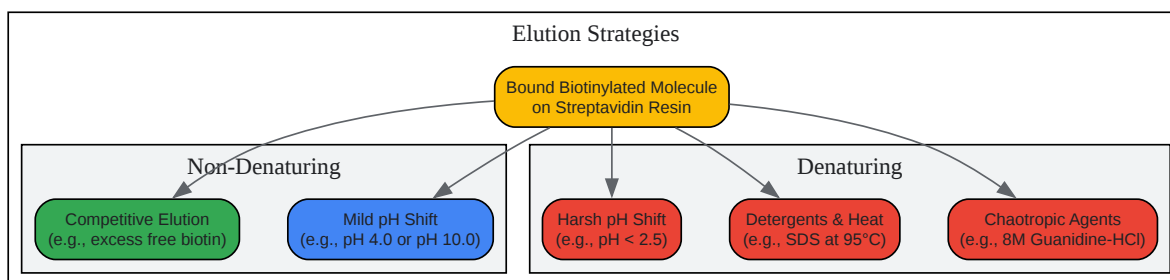 Elution Strategies
Bound Biotinylated Molecule
on Streptavidin Resin
Non-Denaturing
Denaturing
Competitive Elution
(e.g., excess free biotin)
Mild pH Shift
(e.g., pH 4.0 or pH 10.0)
Harsh pH Shift
(e.g., pH < 2.5)
Detergents & Heat
(e.g., SDS at 95°C)
Chaotropic Agents
(e.g., 8M Guanidine-HCl)